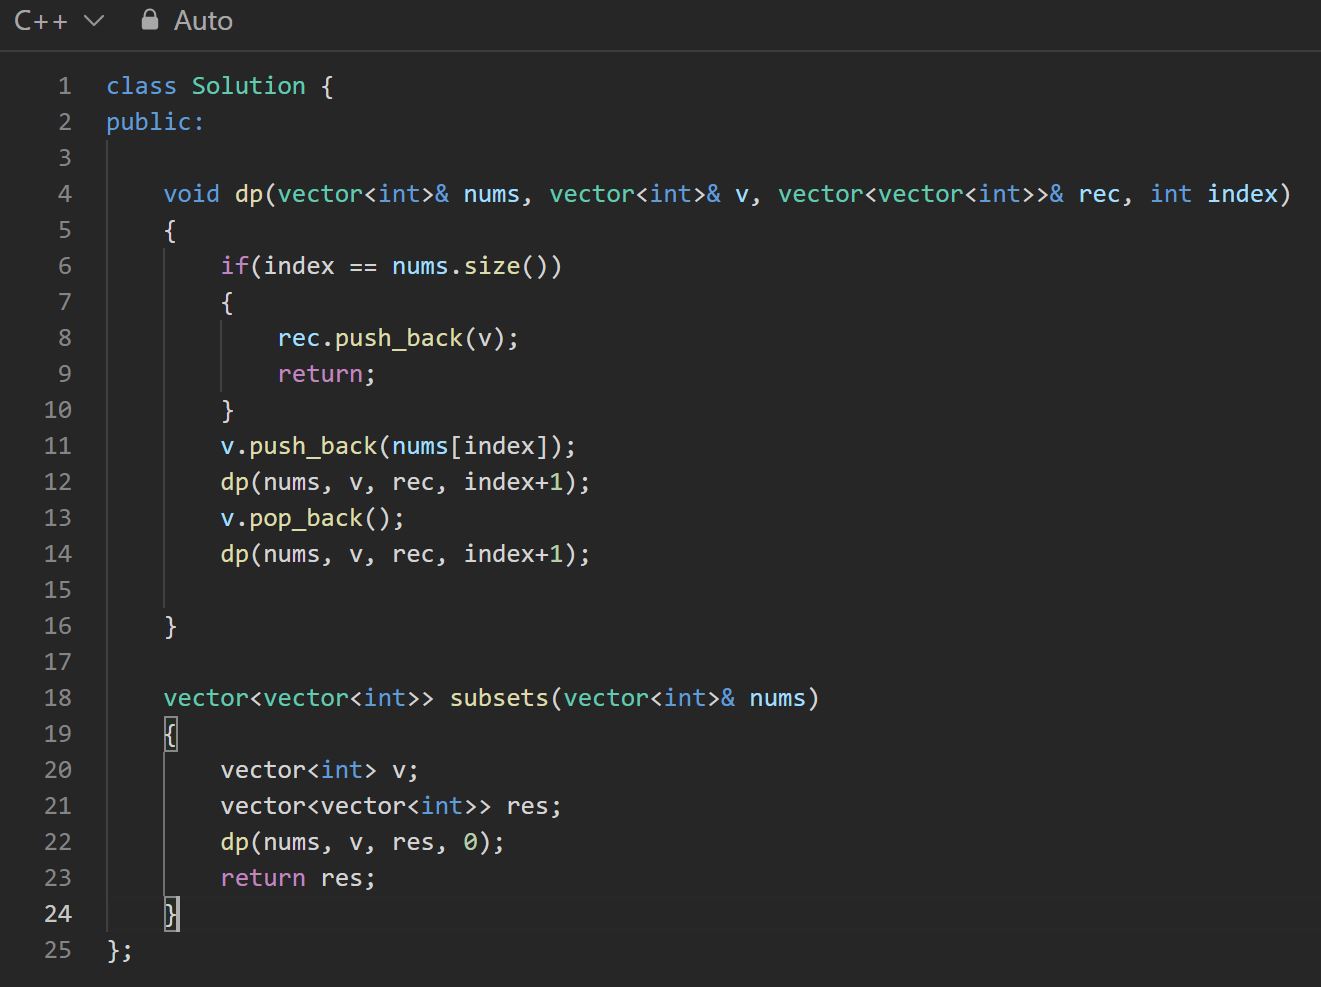 C++ Auto
1 class Solution {
2 public:
3
4     void dp(vector<int>& nums, vector<int>& v, vector<vector<int>>& rec, int index)
5     {
6         if(index == nums.size())
7         {
8             rec.push_back(v);
9             return;
10         }
11         v.push_back(nums[index]);
12         dp(nums, v, rec, index+1);
13         v.pop_back();
14         dp(nums, v, rec, index+1);
15
16     }
17
18     vector<vector<int>> subsets(vector<int>& nums)
19     {
20         vector<int> v;
21         vector<vector<int>> res;
22         dp(nums, v, res, 0);
23         return res;
24     }
25 };